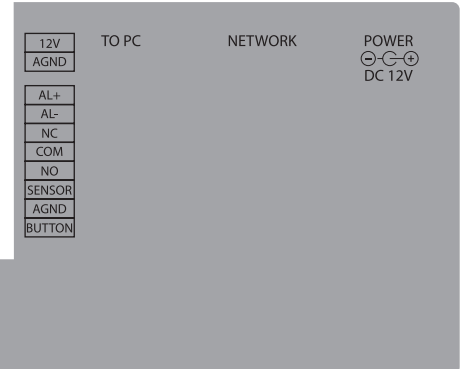 12V
AGND
TO PC
NETWORK
POWER
DC 12V
AL+
AL-
NC
COM
NO
SENSOR
AGND
BUTTON